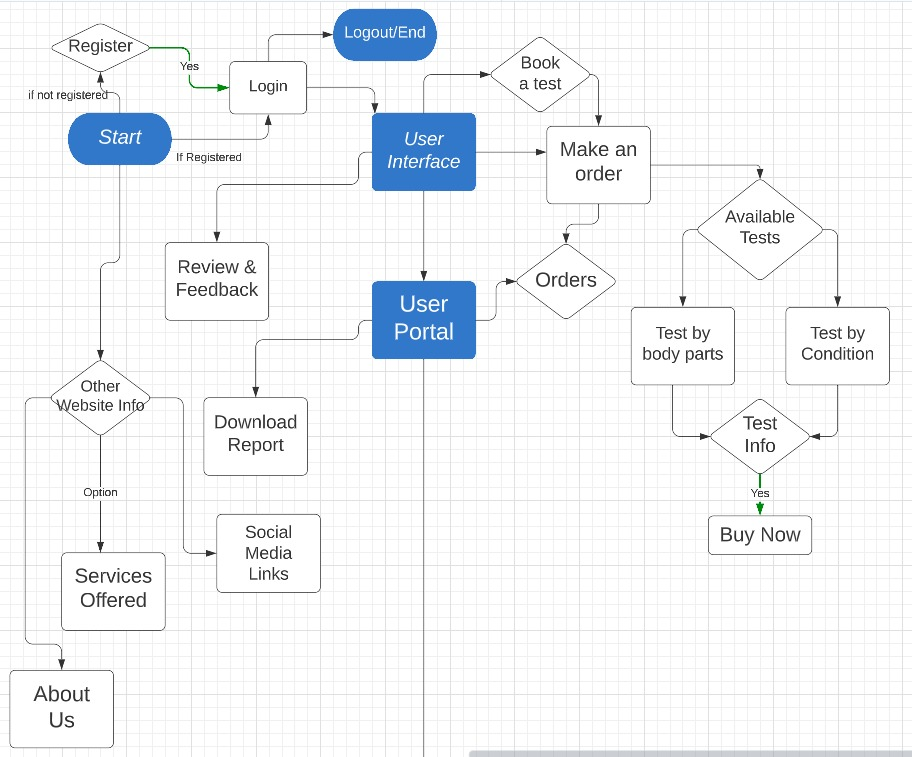 Logout/End
Register
Yes
Book
a test
Login
if not registered
Start
User
Interface
If Registered
Make an
order
Available
Tests
Review &
Feedback
Orders
User
Portal
Test by
body parts
Test by
Condition
Other
Website Info
Download
Report
Test
Info
Option
Yes
Social
Media
Links
Buy Now
Services
Offered
About
Us